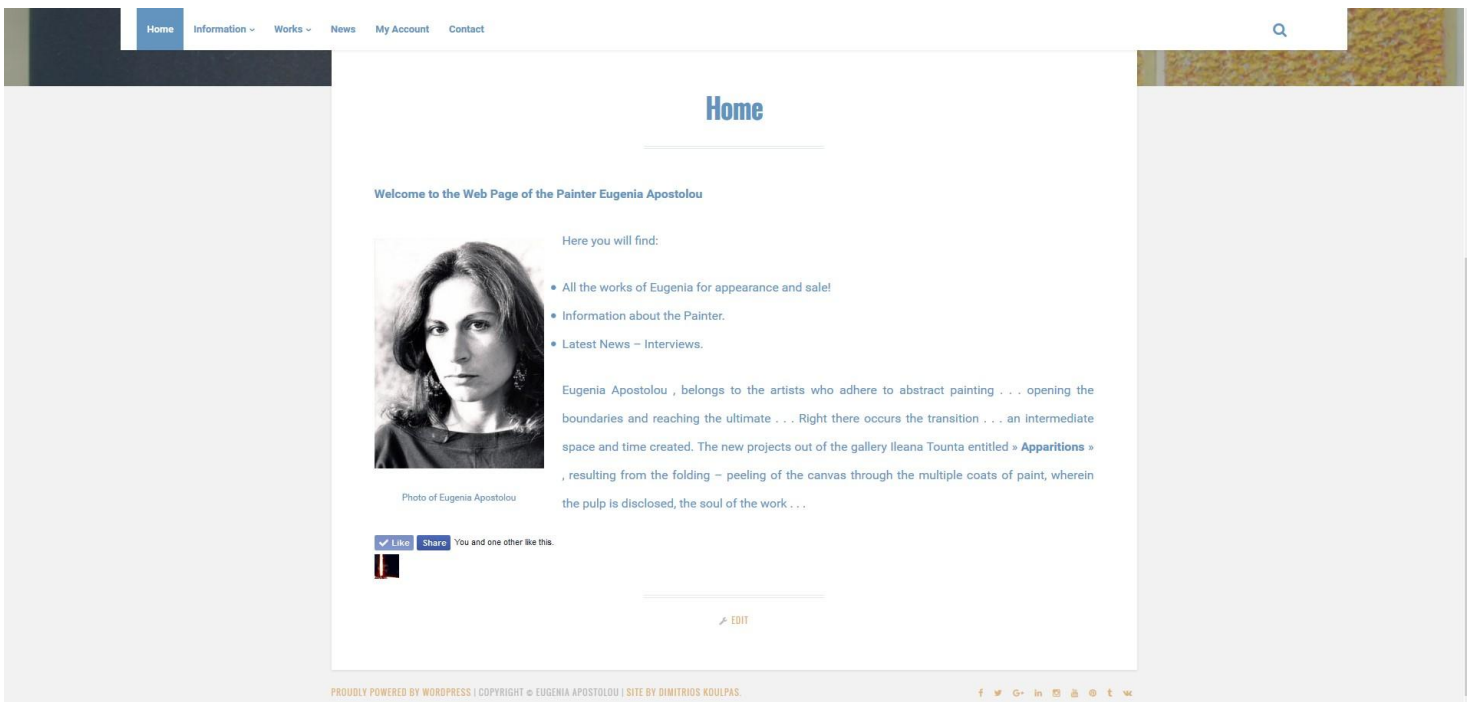 Home Information Works News My Account Contact
Home
Welcome to the Web Page of the Painter Eugenia Apostolou
Here you will find:
All the works of Eugenia for appearance and sale!
Information about the Painter.
Latest News – Interviews.
Eugenia Apostolou , belongs to the artists who adhere to abstract painting . . . opening the
boundaries and reaching the ultimate . . . Right there occurs the transition . . . an intermediate
space and time created. The new projects out of the gallery Ileana Tounta entitled » Apparitions »
, resulting from the folding – peeling of the canvas through the multiple coats of paint, wherein
the pulp is disclosed, the soul of the work . . .
Photo of Eugenia Apostolou
Like Share You and one other like this.
EDIT
PROUDLY POWERED BY WORDPRESS | COPYRIGHT © EUGENIA APOSTOLOU | SITE BY DIMITRIOS KOULPAS.